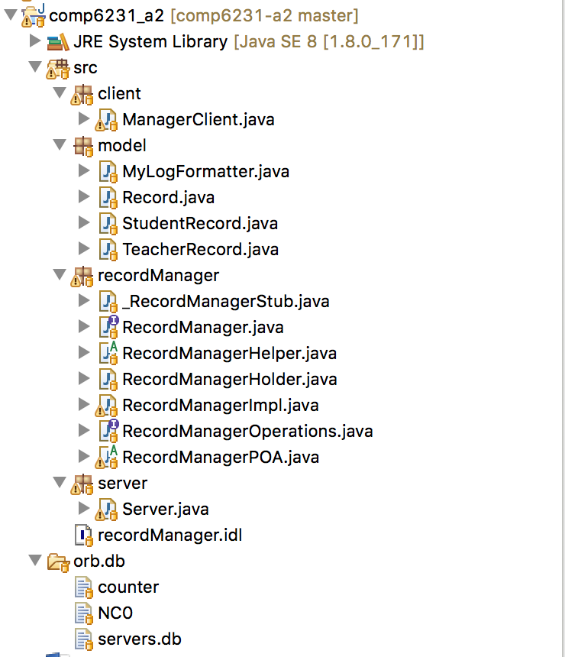 comp6231_a2 [comp6231-a2 master]
JRE System Library [Java SE 8 [1.8.0_171]]
src
client
ManagerClient.java
model
MyLogFormatter.java
Record.java
StudentRecord.java
TeacherRecord.java
recordManager
_RecordManagerStub.java
RecordManager.java
RecordManagerHelper.java
RecordManagerHolder.java
RecordManagerImpl.java
RecordManagerOperations.java
RecordManagerPOA.java
server
Server.java
recordManager.idl
orb.db
counter
NC0
servers.db